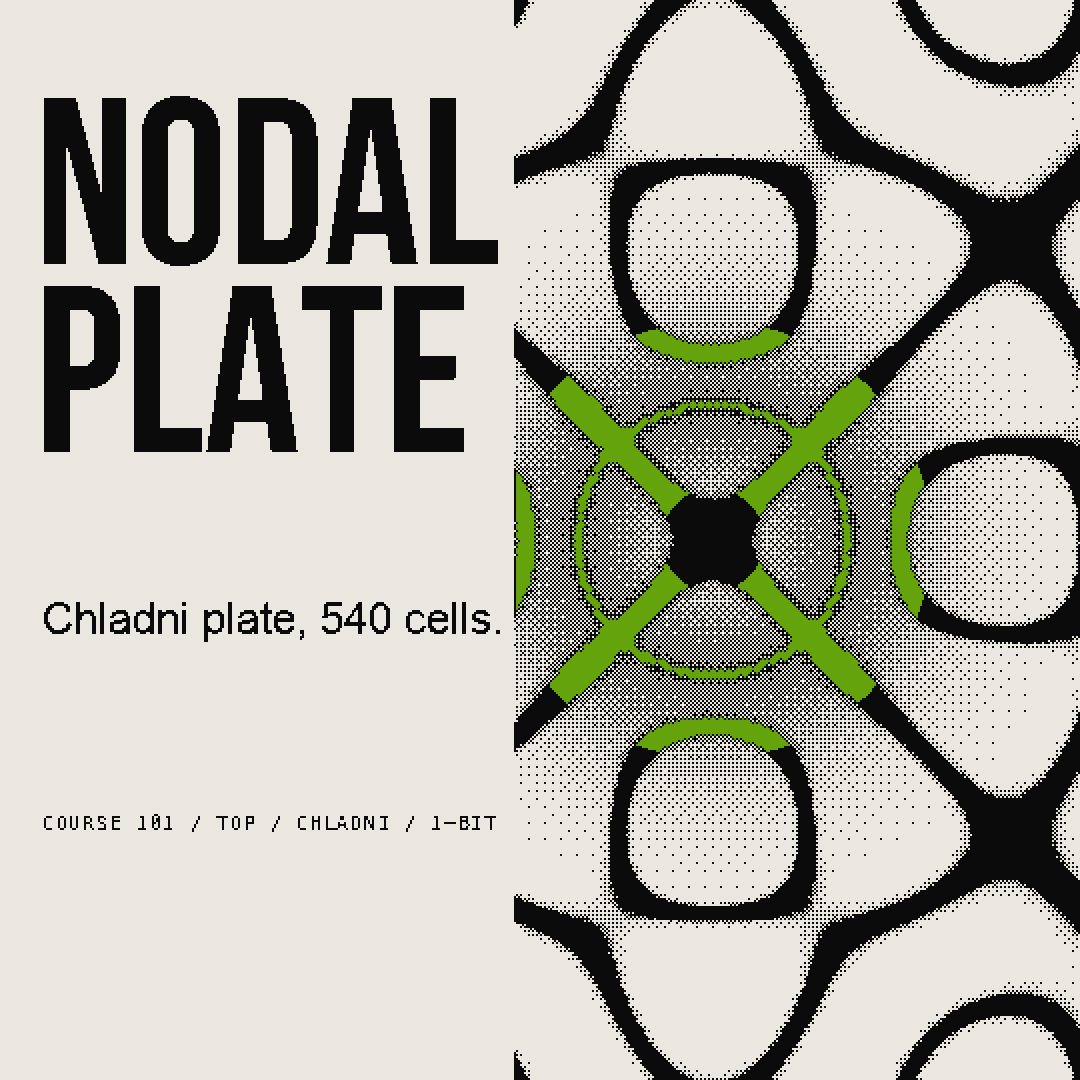 NODAL
PLATE
Chladni plate, 540 cells.
COURSE 101 / TOP / CHLADNI / 1-BIT